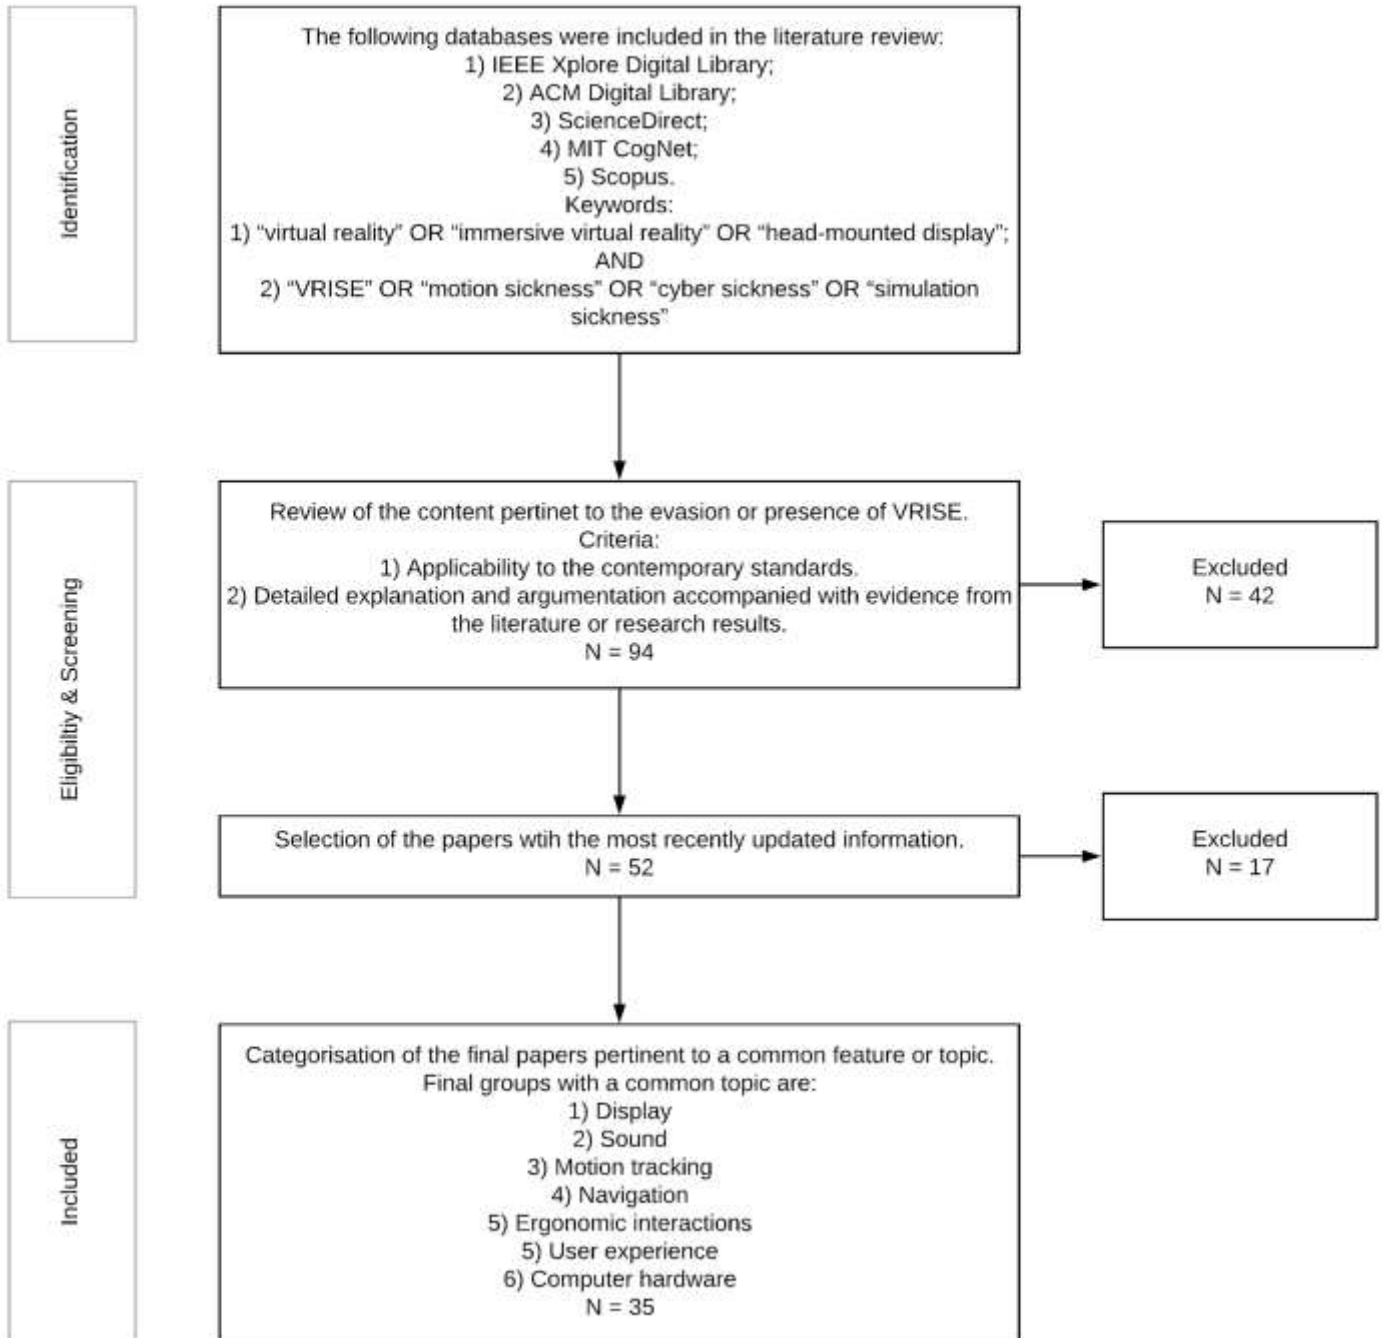 Identification
The following databases were included in the literature review:
1) IEEE Xplore Digital Library;
2) ACM Digital Library;
3) ScienceDirect;
4) MIT CogNet;
5) Scopus.
Keywords:
1) “virtual reality” OR “immersive virtual reality” OR “head-mounted display”;
AND
2) “VRISE” OR “motion sickness” OR “cyber sickness” OR “simulation
sickness”
Eligibiltiy & Screening
Review of the content pertinet to the evasion or presence of VRISE.
Criteria:
1) Applicability to the contemporary standards.
2) Detailed explanation and argumentation accompanied with evidence from
the literature or research results.
N = 94
Excluded
N = 42
Selection of the papers wtih the most recently updated information.
N = 52
Excluded
N = 17
Included
Categorisation of the final papers pertinent to a common feature or topic.
Final groups with a common topic are:
1) Display
2) Sound
3) Motion tracking
4) Navigation
5) Ergonomic interactions
5) User experience
6) Computer hardware
N = 35